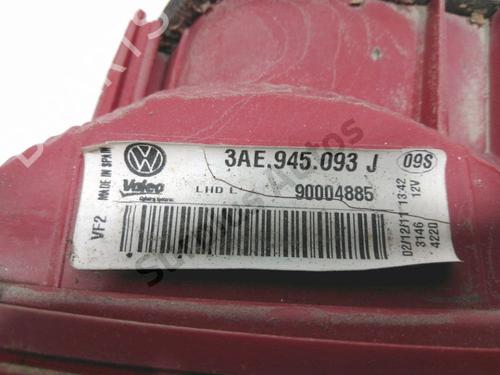 3AE.945.093 J
09S
Valeo
LHD L
90004885
MADE IN SPAIN
VF2
02/12/11 13:42
12V
3146
4220